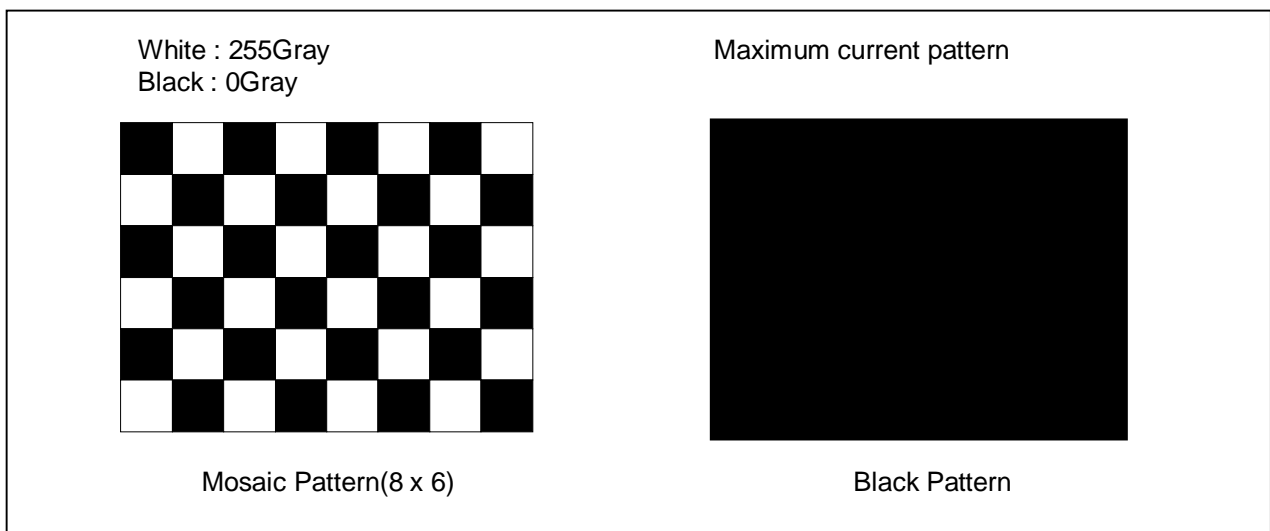 White : 255Gray
Black : 0Gray
Maximum current pattern
Mosaic Pattern(8 x 6)
Black Pattern